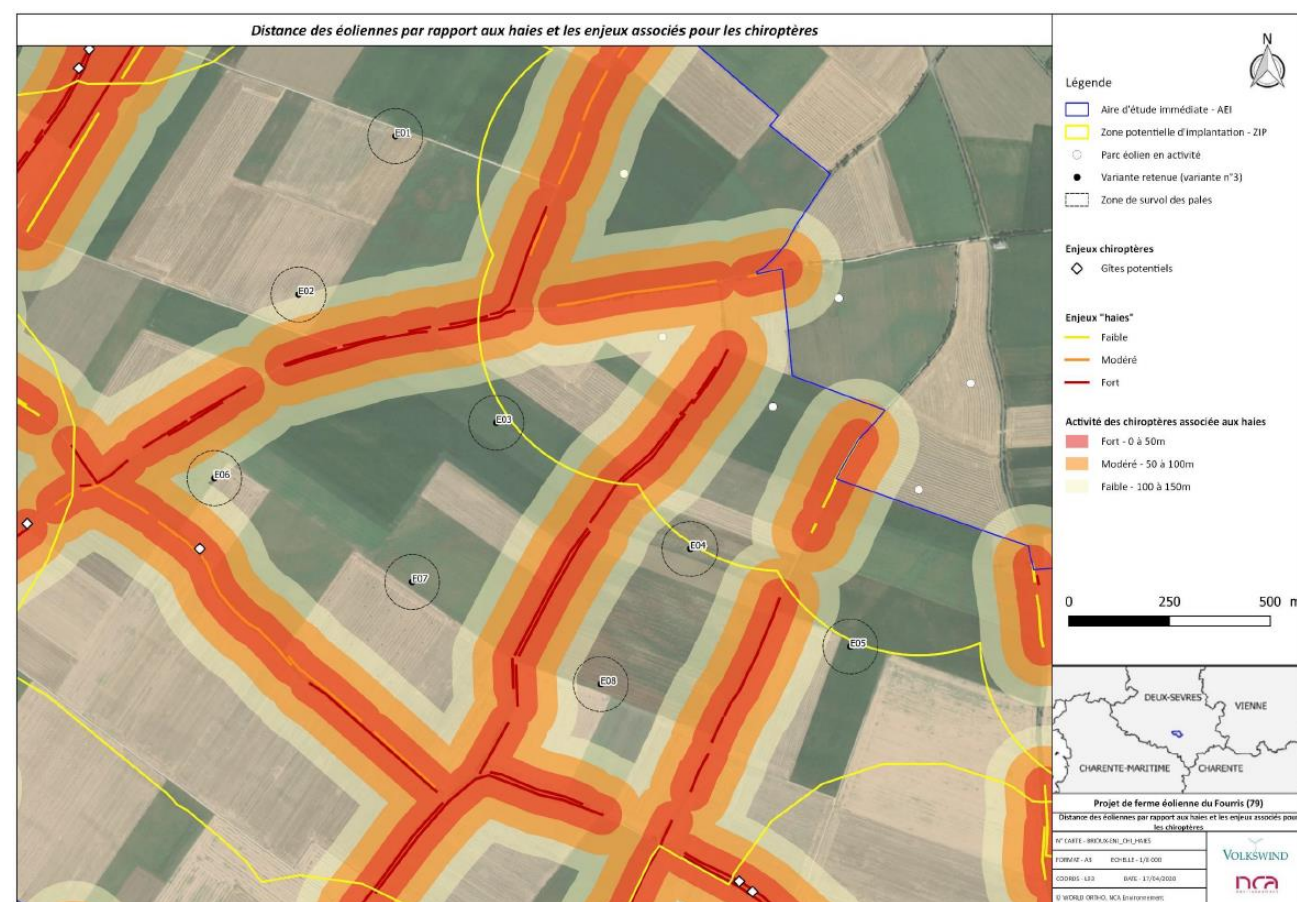 Distance des éoliennes par rapport aux haies et les enjeux associés pour les chiroptères
N
Légende
Aire d'étude immédiate - AEI
Zone potentielle d'implantation - ZIP
Parc éolien en activité
Variante retenue (variante n°3)
Zone de survol des pales
Enjeux chiroptères
Gîtes potentiels
Enjeux "haies"
Faible
Modéré
Fort
Activité des chiroptères associée aux haies
Fort - 0 à 50m
Modéré - 50 à 100m
Faible - 100 à 150m
0 250 500 m
E01
E02
E03
E06
E04
E07
E05
E08
DEUX-SEVRES
VIENNE
CHARENTE-MARITIME
CHARENTE
Projet de ferme éolienne du Fourris (79)
Distance des éoliennes par rapport aux haies et les enjeux associés pour
les chiroptères
N° CARTE - BRIOUX-ENJ_CHI_HAIES
FORMAT - A3 ECHELLE - 1/8 000
COORDS - L93 DATE - 17/04/2020
© WORLD ORTHO, NCA Environnement
VOLKSWIND
nca